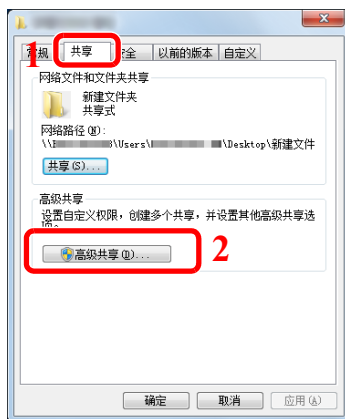 1
常规 共享 安全 以前的版本 自定义
网络文件和文件夹共享
新建文件夹
共享式
网络路径(N):
\Users\ \Desktop\新建文件
共享(S)...
高级共享
设置自定义权限，创建多个共享，并设置其他高级共享选
项。
高级共享(D)...
2
确定 取消 应用(A)